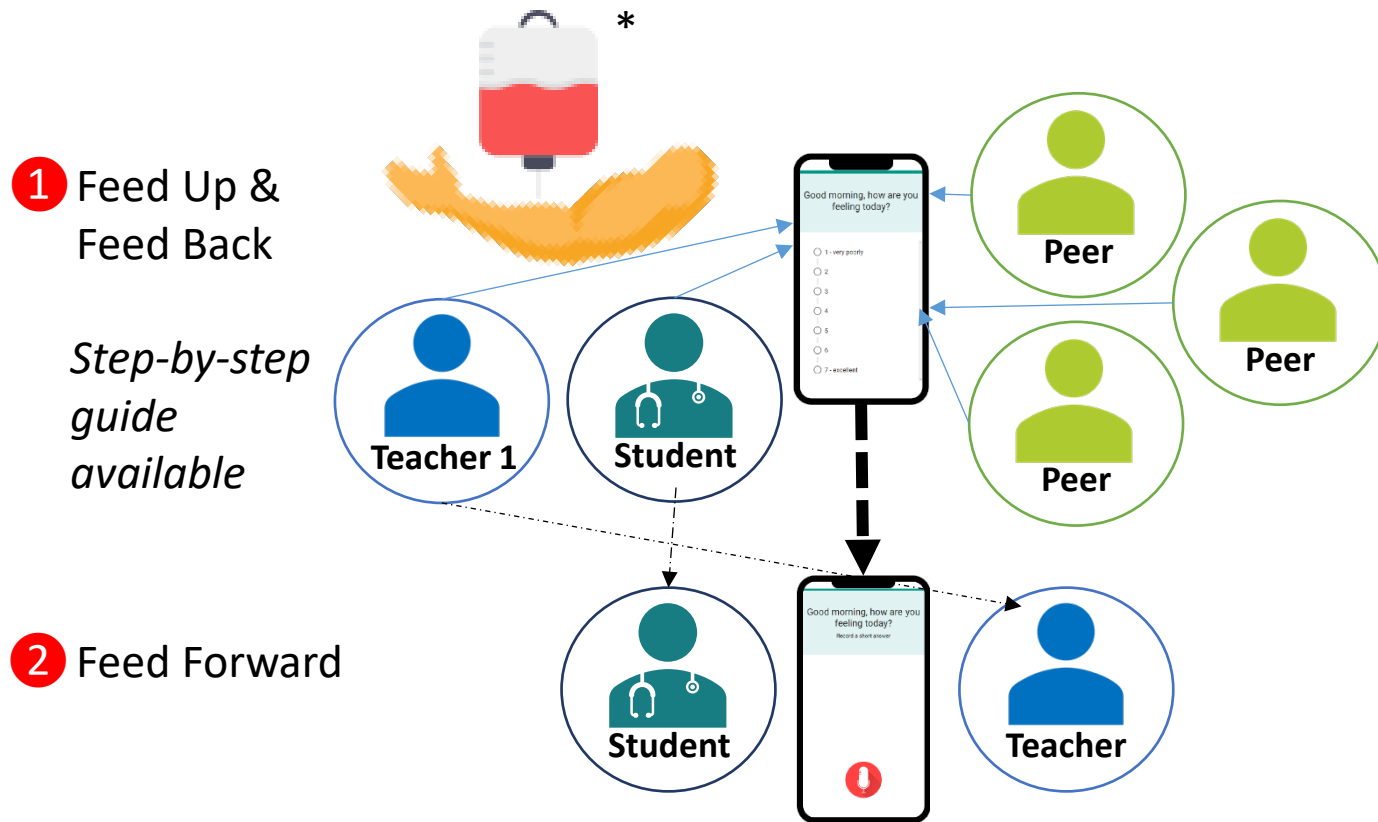 *
1 Feed Up &
Feed Back
Step-by-step
guide
available
Good morning, how are you
feeling today?
1 - very poorly
2
3
4
5
6
7 - excellent
Peer
Peer
Peer
Teacher 1
Student
2 Feed Forward
Student
Good morning, how are you
feeling today?
Record a short answer
Teacher